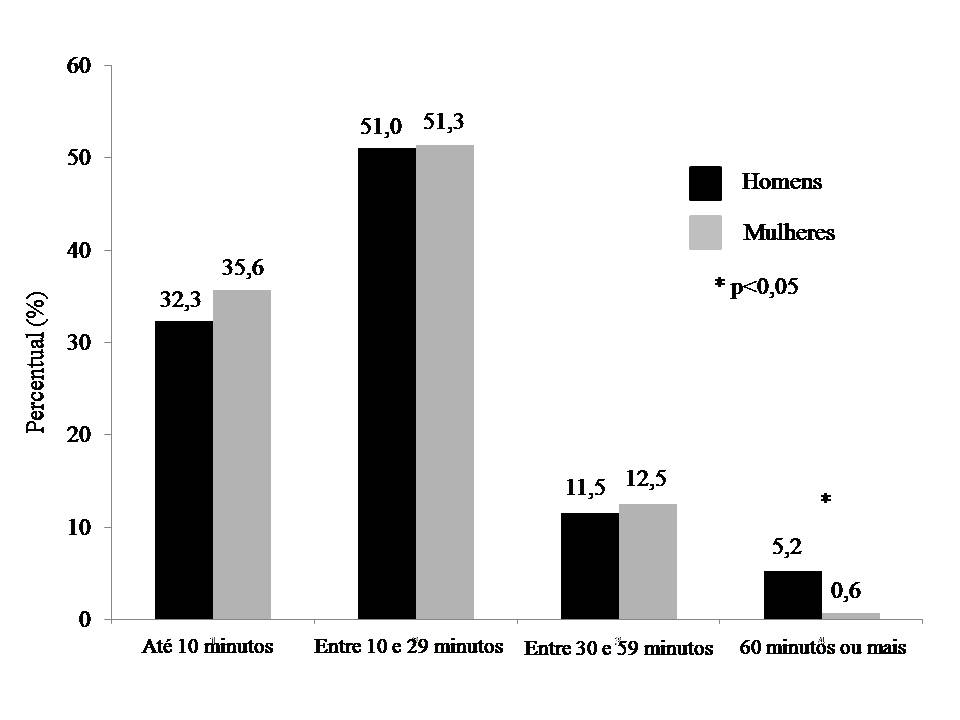 60
50
40
30
20
10
0
Percentual (%)
32,3
35,6
51,0
51,3
11,5
12,5
*
5,2
0,6
Homens
Mulheres
* p<0,05
Até 10 minutos
Entre 10 e 29 minutos
Entre 30 e 59 minutos
60 minutos ou mais